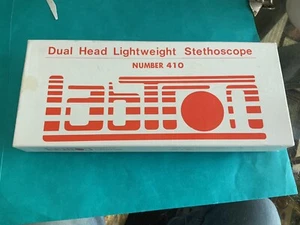 Dual Head Lightweight Stethoscope
NUMBER 410
labtron